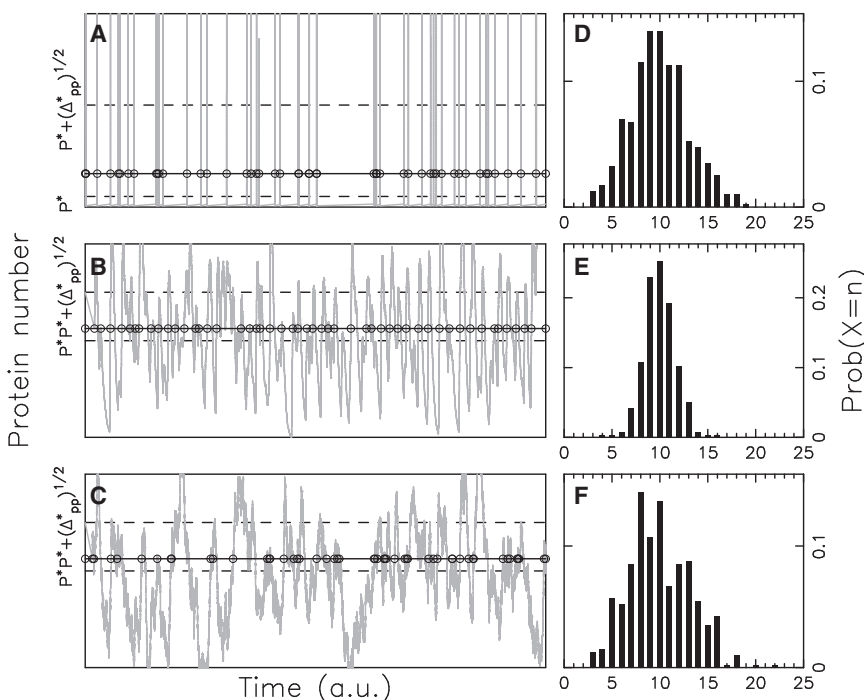 A
P*
P*+(Δ*pp)1/2
B
P*P*+(Δ*pp)1/2
C
P*P*+(Δ*pp)1/2
Protein number
Time (a.u.)
D
0 5 10 15 20 25
0
0.1
E
0 5 10 15 20 25
0
0.1
0.2
F
0 5 10 15 20 25
0
0.1
Prob(X=n)